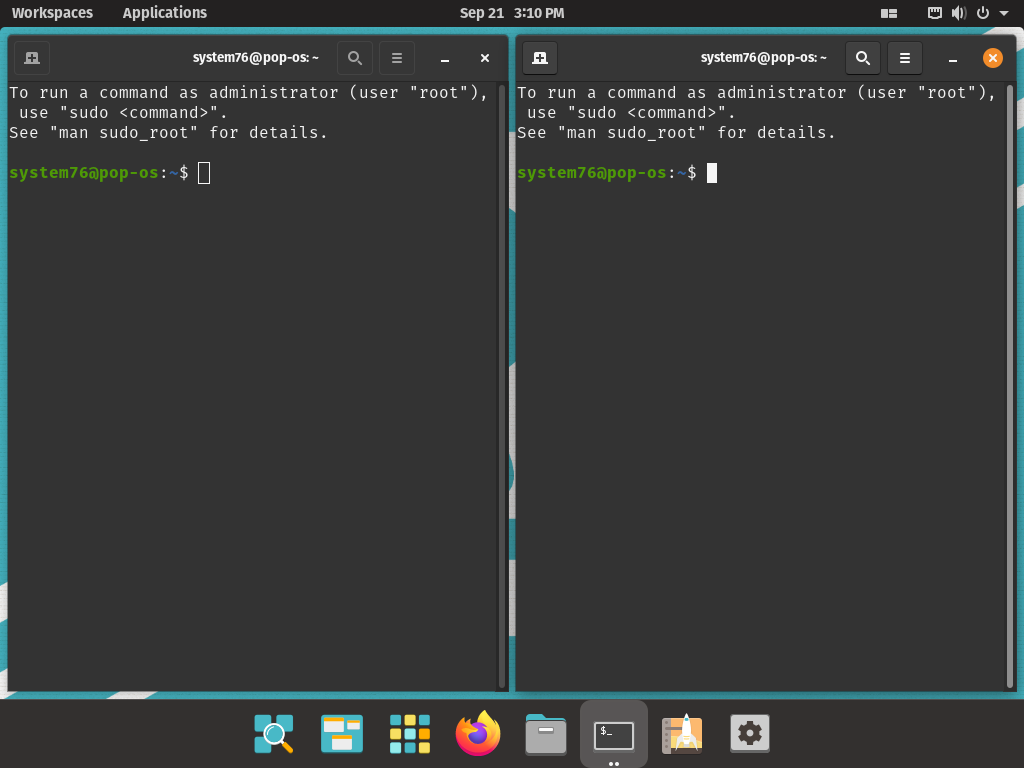 Workspaces Applications Sep 21 3:10 PM
system76@pop-os: ~
To run a command as administrator (user "root"),
use "sudo <command>".
See "man sudo_root" for details.
system76@pop-os:~$
system76@pop-os: ~
To run a command as administrator (user "root"),
use "sudo <command>".
See "man sudo_root" for details.
system76@pop-os:~$
$_